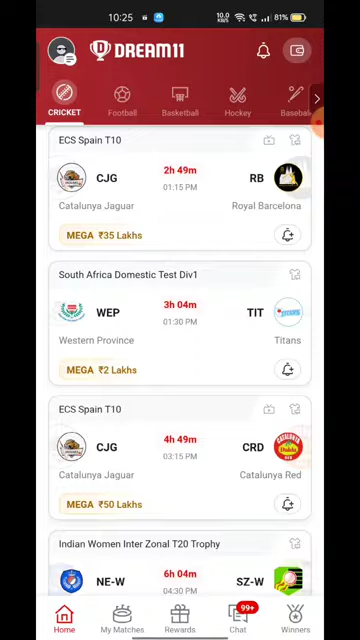 10:25
10.0
KB/S
81%
DREAM11
CRICKET
Football
Basketball
Hockey
Baseball
ECS Spain T10
CJG
2h 49m
01:15 PM
RB
Catalunya Jaguar
Royal Barcelona
MEGA ₹35 Lakhs
South Africa Domestic Test Div1
WEP
3h 04m
01:30 PM
TIT
Western Province
Titans
MEGA ₹2 Lakhs
ECS Spain T10
CJG
4h 49m
03:15 PM
CRD
Catalunya Jaguar
Catalunya Red
MEGA ₹50 Lakhs
Indian Women Inter Zonal T20 Trophy
NE-W
6h 04m
04:30 PM
SZ-W
99+
Home
My Matches
Rewards
Chat
Winners